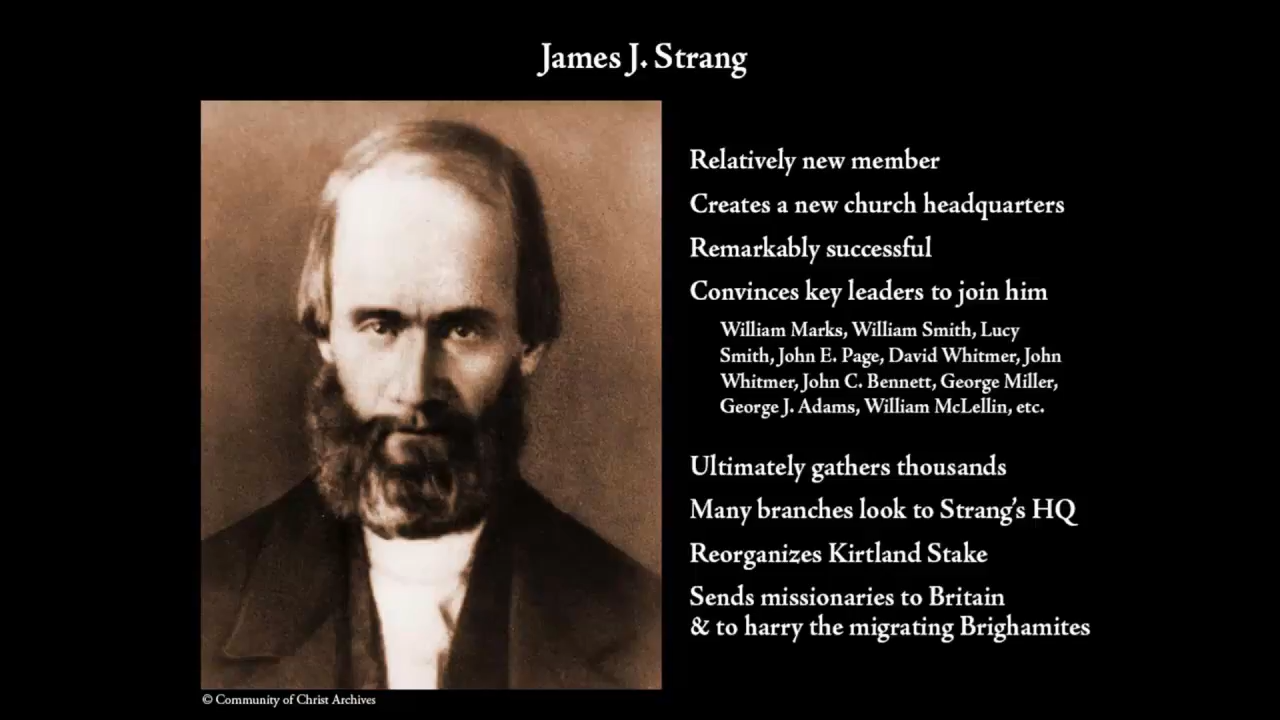 James J. Strang
Relatively new member
Creates a new church headquarters
Remarkably successful
Convinces key leaders to join him
William Marks, William Smith, Lucy
Smith, John E. Page, David Whitmer, John
Whitmer, John C. Bennett, George Miller,
George J. Adams, William McLellin, etc.
Ultimately gathers thousands
Many branches look to Strang's HQ
Reorganizes Kirtland Stake
Sends missionaries to Britain
& to harry the migrating Brighamites
© Community of Christ Archives